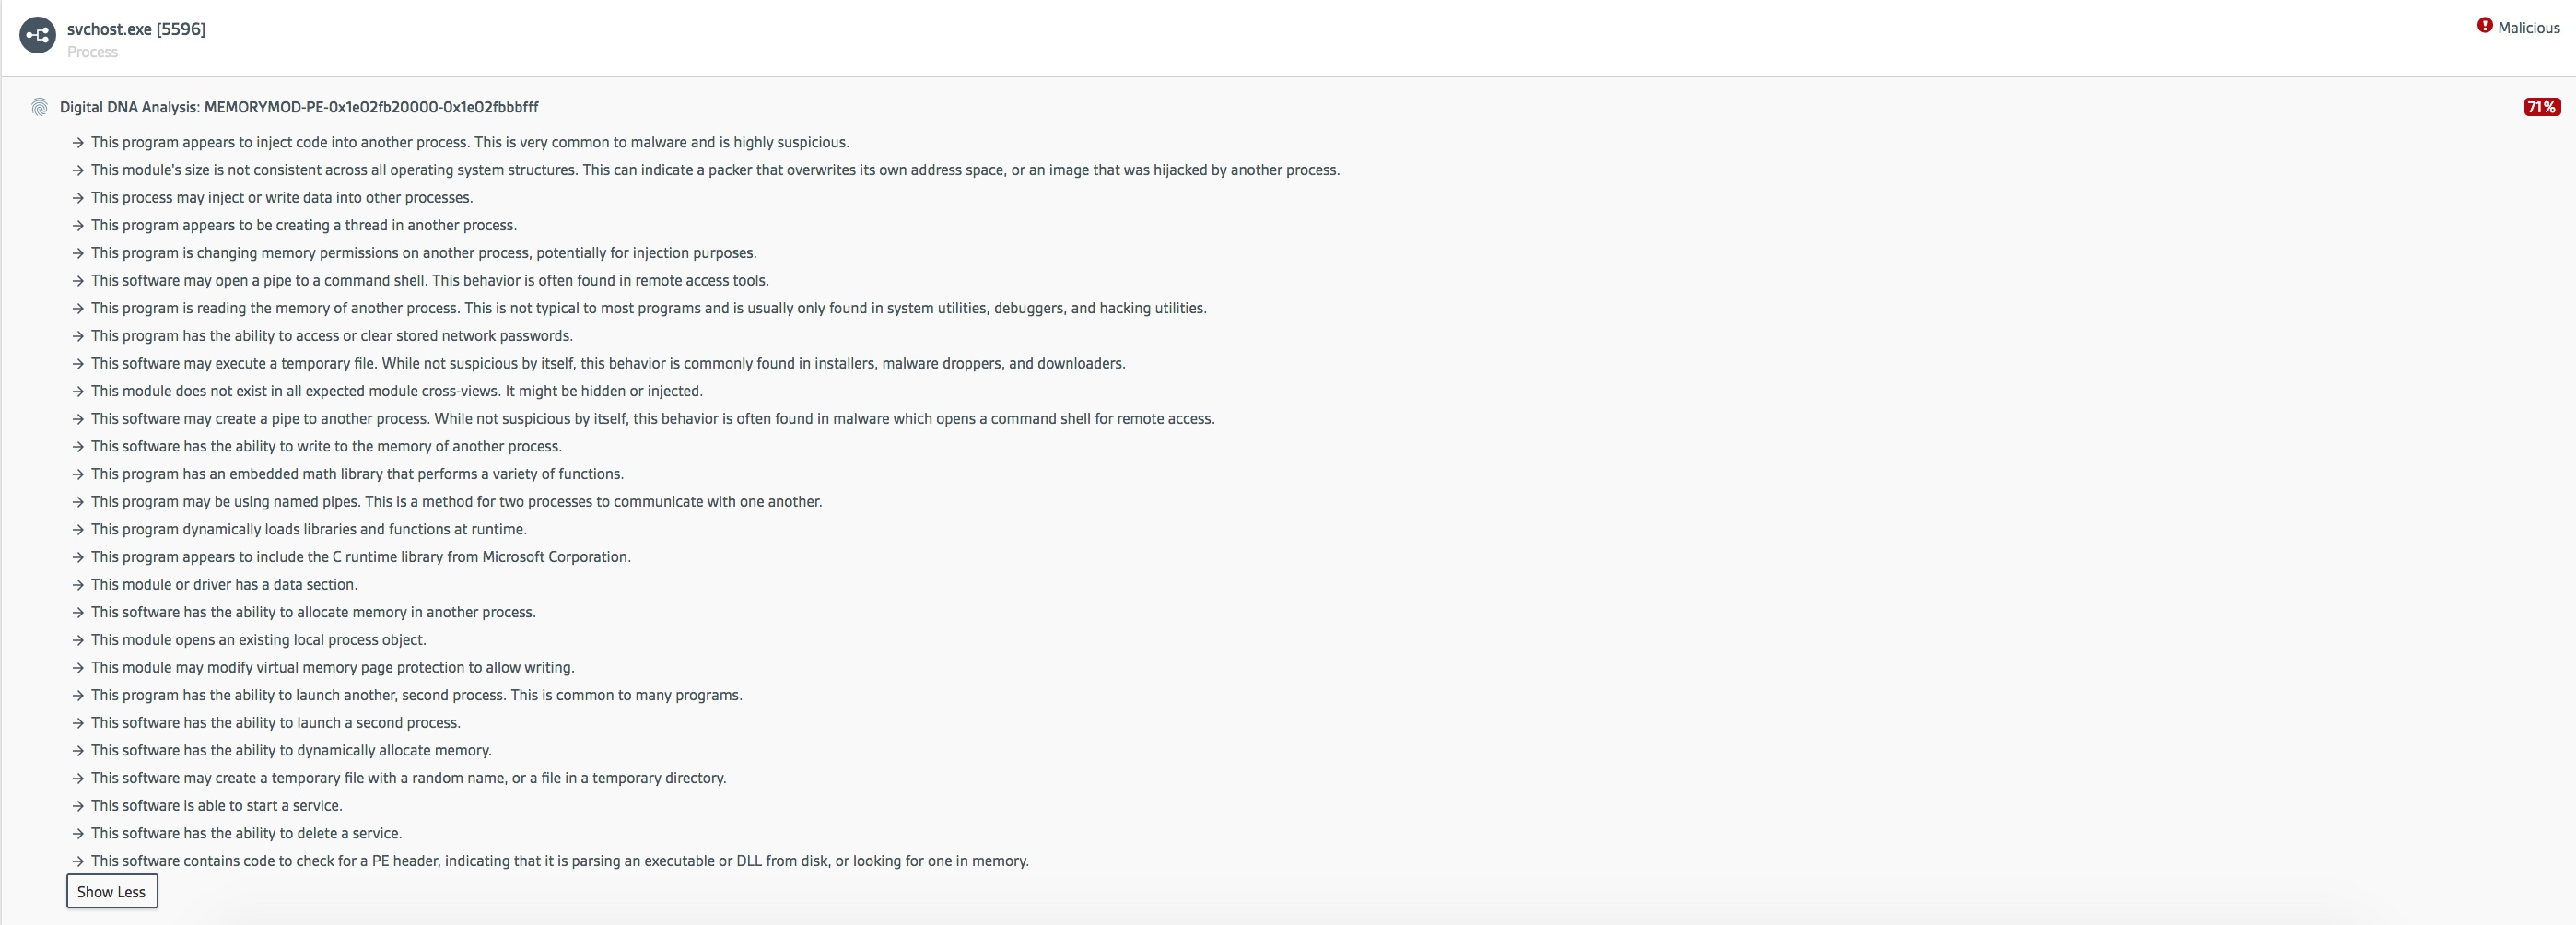 svchost.exe [5596]
Malicious
Process
Digital DNA Analysis: MEMORYMOD-PE-0x1e02fb20000-0x1e02fbbbfff
71%
→ This program appears to inject code into another process. This is very common to malware and is highly suspicious.
→ This module's size is not consistent across all operating system structures. This can indicate a packer that overwrites its own address space, or an image that was hijacked by another process.
→ This process may inject or write data into other processes.
→ This program appears to be creating a thread in another process.
→ This program is changing memory permissions on another process, potentially for injection purposes.
→ This software may open a pipe to a command shell. This behavior is often found in remote access tools.
→ This program is reading the memory of another process. This is not typical to most programs and is usually only found in system utilities, debuggers, and hacking utilities.
→ This program has the ability to access or clear stored network passwords.
→ This software may execute a temporary file. While not suspicious by itself, this behavior is commonly found in installers, malware droppers, and downloaders.
→ This module does not exist in all expected module cross-views. It might be hidden or injected.
→ This software may create a pipe to another process. While not suspicious by itself, this behavior is often found in malware which opens a command shell for remote access.
→ This software has the ability to write to the memory of another process.
→ This program has an embedded math library that performs a variety of functions.
→ This program may be using named pipes. This is a method for two processes to communicate with one another.
→ This program dynamically loads libraries and functions at runtime.
→ This program appears to include the C runtime library from Microsoft Corporation.
→ This module or driver has a data section.
→ This software has the ability to allocate memory in another process.
→ This module opens an existing local process object.
→ This module may modify virtual memory page protection to allow writing.
→ This program has the ability to launch another, second process. This is common to many programs.
→ This software has the ability to launch a second process.
→ This software has the ability to dynamically allocate memory.
→ This software may create a temporary file with a random name, or a file in a temporary directory.
→ This software is able to start a service.
→ This software has the ability to delete a service.
→ This software contains code to check for a PE header, indicating that it is parsing an executable or DLL from disk, or looking for one in memory.
Show Less